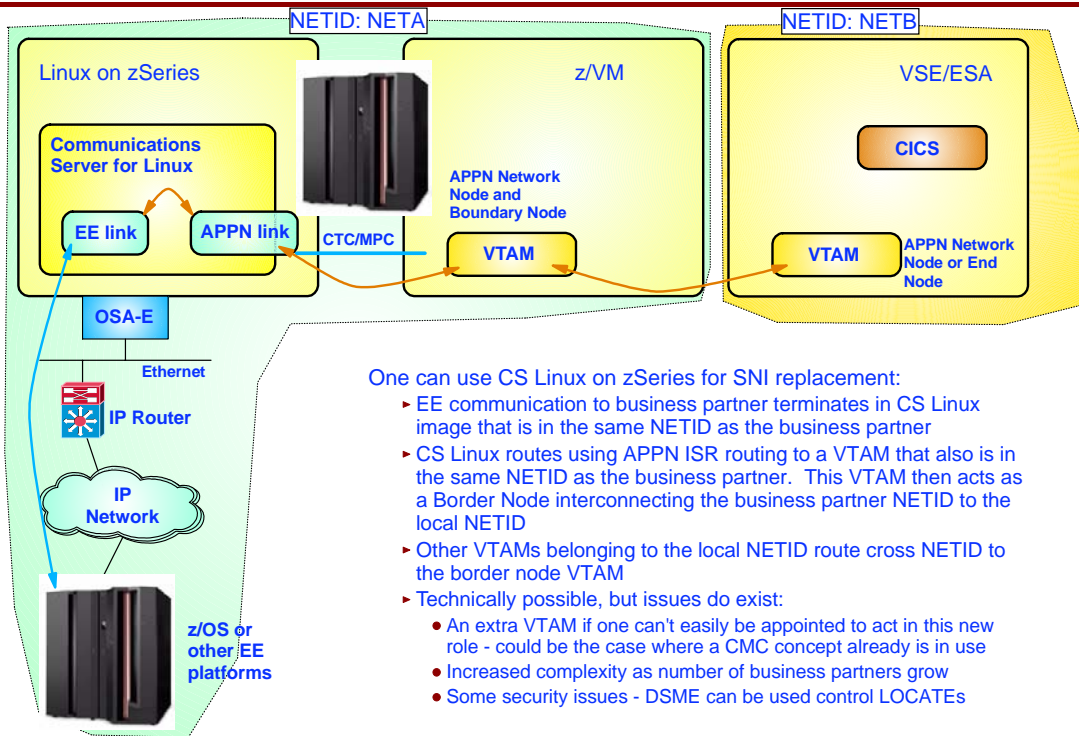 NETID: NETA
NETID: NETB
Linux on zSeries
z/VM
VSE/ESA
Communications
Server for Linux
CICS
APPN Network
Node and
Boundary Node
EE link
APPN link
CTC/MPC
VTAM
VTAM
APPN Network
Node or End
Node
OSA-E
Ethernet
IP Router
IP
Network
z/OS or
other EE
platforms
One can use CS Linux on zSeries for SNI replacement:
EE communication to business partner terminates in CS Linux
image that is in the same NETID as the business partner
CS Linux routes using APPN ISR routing to a VTAM that also is in
the same NETID as the business partner. This VTAM then acts as
a Border Node interconnecting the business partner NETID to the
local NETID
Other VTAMs belonging to the local NETID route cross NETID to
the border node VTAM
Technically possible, but issues do exist:
An extra VTAM if one can't easily be appointed to act in this new
role - could be the case where a CMC concept already is in use
Increased complexity as number of business partners grow
Some security issues - DSME can be used control LOCATEs